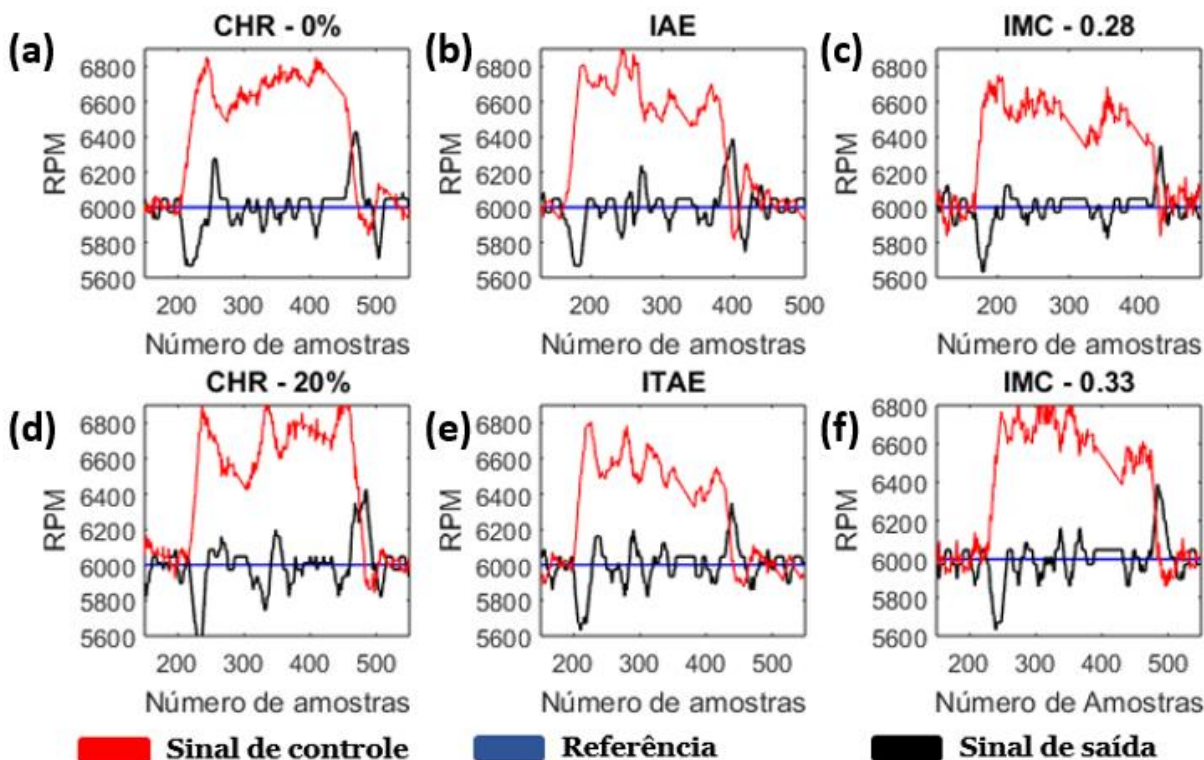 (a)
CHR - 0%
RPM
6800
6600
6400
6200
6000
5800
5600
200 300 400 500
Número de amostras
(b)
IAE
RPM
6800
6600
6400
6200
6000
5800
5600
200 300 400 500
Número de amostras
(c)
IMC - 0.28
RPM
6800
6600
6400
6200
6000
5800
5600
200 300 400
Número de amostras
(d)
CHR - 20%
RPM
6800
6600
6400
6200
6000
5800
5600
200 300 400 500
Número de amostras
(e)
ITAE
RPM
6800
6600
6400
6200
6000
5800
5600
200 300 400 500
Número de amostras
(f)
IMC - 0.33
RPM
6800
6600
6400
6200
6000
5800
5600
200 300 400 500
Número de Amostras
Sinal de controle
Referência
Sinal de saída